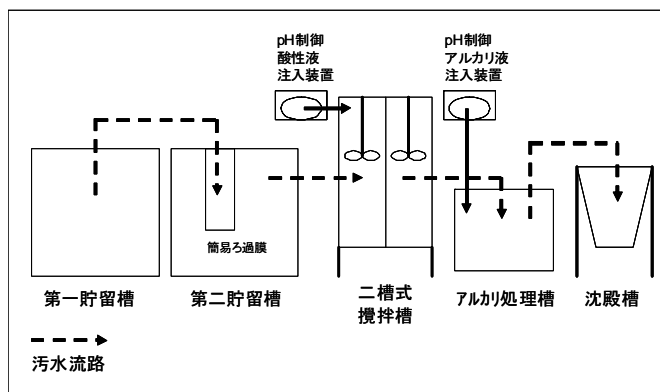 pH制御
酸性液
注入装置
pH制御
アルカリ液
注入装置
簡易ろ過膜
第一貯留槽
第二貯留槽
二槽式
攪拌槽
アルカリ処理槽
沈殿槽
汚水流路